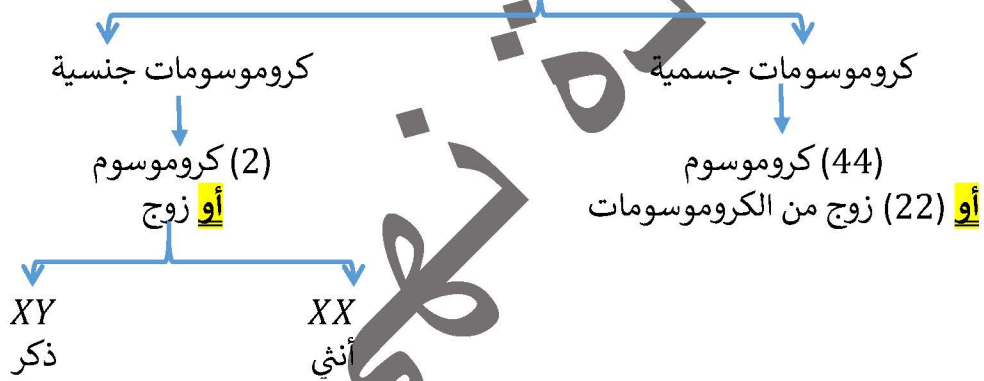 كروموسومات جسمية
كروموسومات جنسية
(44) كروموسوم
أو (22) زوج من الكروموسومات
(2) كروموسوم
أو زوج
XX
أنثي
XY
ذكر